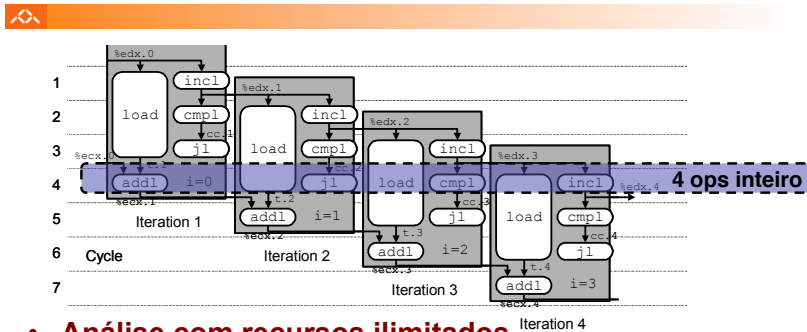 %edx.0
1
incl
%edx.1
2
load
cmpl
incl
%edx.2
cc.1
3
%ecx.0
jl
load
cmpl
incl
%edx.3
t.1
cc.2
4
addl
i=0
jl
load
cmpl
incl
%edx.4
4 ops inteiro
%ecx.1
t.2
cc.3
5
Iteration 1
addl
i=1
jl
load
cmpl
%ecx.2
t.3
cc.4
6
Cycle
Iteration 2
addl
i=2
jl
%ecx.3
t.4
7
Iteration 3
addl
i=3
%ecx.4
Iteration 4
• Análise com recursos ilimitados